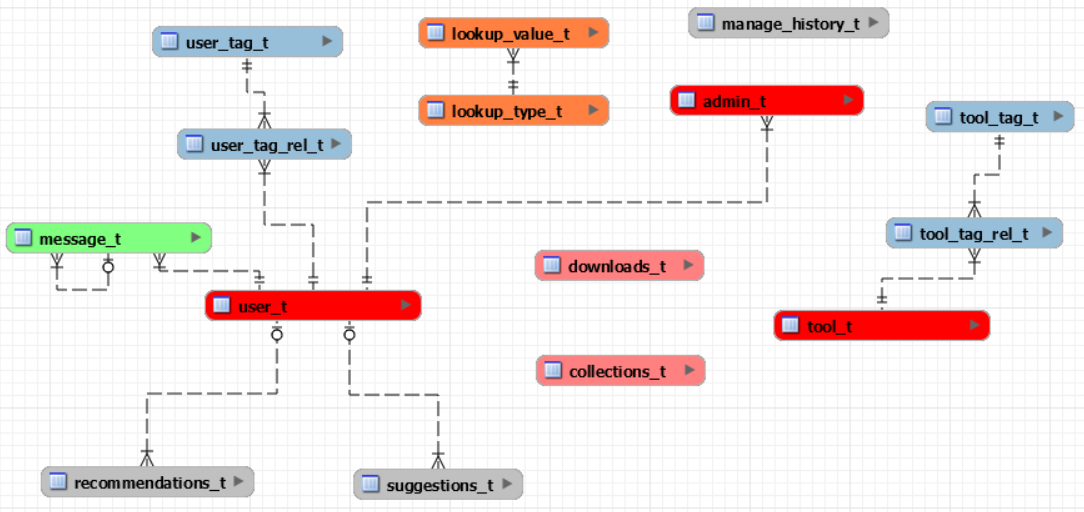 manage_history_t
lookup_value_t
user_tag_t
admin_t
lookup_type_t
tool_tag_t
user_tag_rel_t
tool_tag_rel_t
message_t
downloads_t
user_t
tool_t
collections_t
recommendations_t
suggestions_t